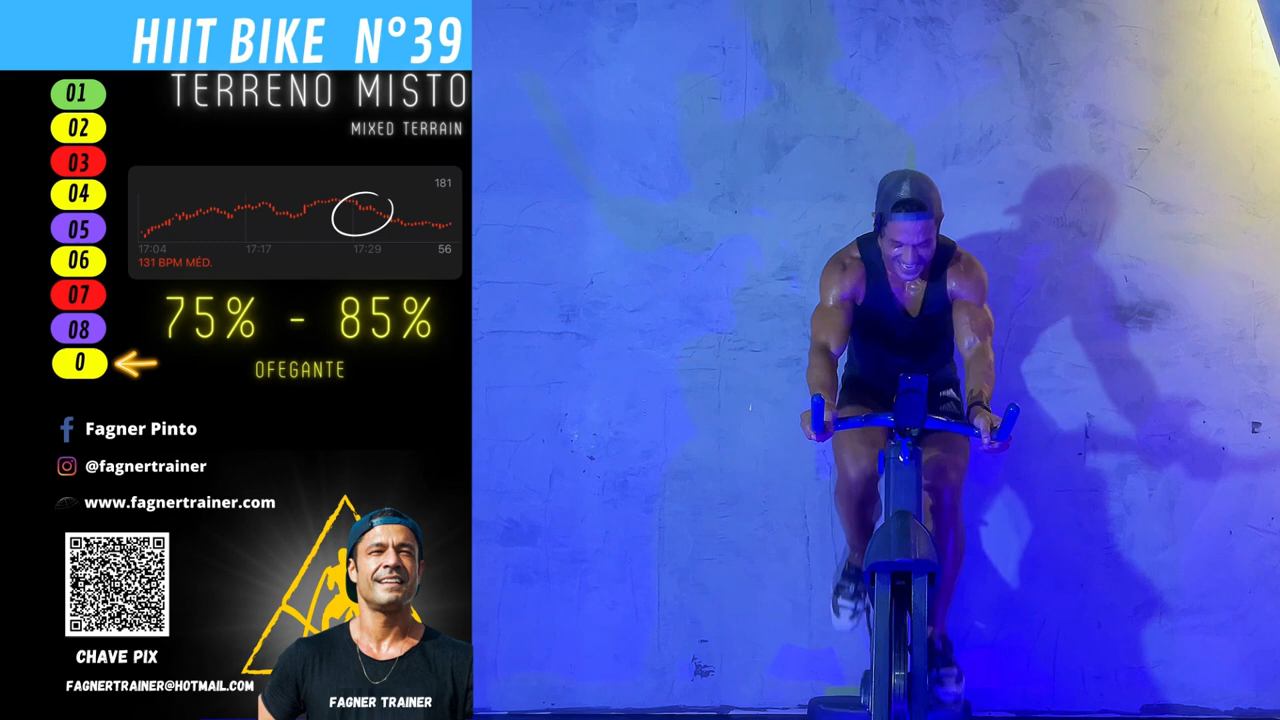 HIIT BIKE N°39
TERRENO MISTO
MIXED TERRAIN
01
02
03
04
05
06
07
08
0
181
17:04 17:17 17:29 56
131 BPM MÉD.
75% - 85%
OFEGANTE
Fagner Pinto
@fagnertrainer
www.fagnertrainer.com
CHAVE PIX
FAGNERTRAINER@HOTMAIL.COM
FAGNER TRAINER